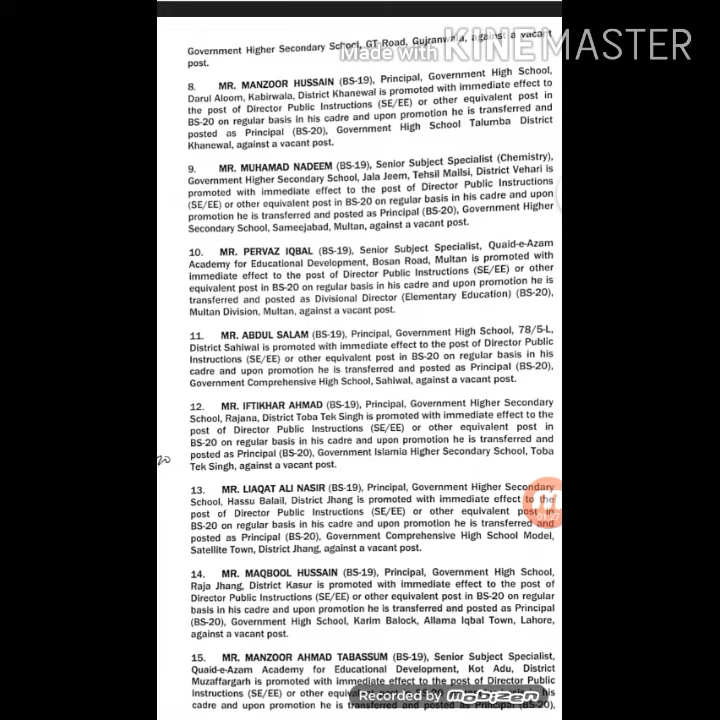 Government Higher Secondary School, GT Road, Gujranwala, against a vacant
post.
Made with KINEMASTER
8. MR. MANZOOR HUSSAIN (BS-19), Principal, Government High School,
Darul Aloom, Kabirwala, District Khanewal is promoted with immediate effect to
the post of Director Public Instructions (SE/EE) or other equivalent post in
BS-20 on regular basis in his cadre and upon promotion he is transferred and
posted as Principal (BS-20), Government High School Talumba District
Khanewal, against a vacant post.
9. MR. MUHAMAD NADEEM (BS-19), Senior Subject Specialist (Chemistry),
Government Higher Secondary School, Jala Jeem, Tehsil Mailsi, District Vehari is
promoted with immediate effect to the post of Director Public Instructions
(SE/EE) or other equivalent post in BS-20 on regular basis in his cadre and upon
promotion he is transferred and posted as Principal (BS-20), Government Higher
Secondary School, Sameejabad, Multan, against a vacant post.
10. MR. PERVAZ IQBAL (BS-19), Senior Subject Specialist, Quaid-e-Azam
Academy for Educational Development, Bosan Road, Multan is promoted with
immediate effect to the post of Director Public Instructions (SE/EE) or other
equivalent post in BS-20 on regular basis in his cadre and upon promotion he is
transferred and posted as Divisional Director (Elementary Education) (BS-20),
Multan Division, Multan, against a vacant post.
11. MR. ABDUL SALAM (BS-19), Principal, Government High School, 78/5-L,
District Sahiwal is promoted with immediate effect to the post of Director Public
Instructions (SE/EE) or other equivalent post in BS-20 on regular basis in his
cadre and upon promotion he is transferred and posted as Principal (BS-20),
Government Comprehensive High School, Sahiwal, against a vacant post.
12. MR. IFTIKHAR AHMAD (BS-19), Principal, Government Higher Secondary
School, Rajana, District Toba Tek Singh is promoted with immediate effect to the
post of Director Public Instructions (SE/EE) or other equivalent post in
BS-20 on regular basis in his cadre and upon promotion he is transferred and
posted as Principal (BS-20), Government Islamia Higher Secondary School, Toba
Tek Singh, against a vacant post.
20
13. MR. LIAQAT ALI NASIR (BS-19), Principal, Government Higher Secondary
School, Hassu Balail, District Jhang is promoted with immediate effect to the
post of Director Public Instructions (SE/EE) or other equivalent post in
BS-20 on regular basis in his cadre and upon promotion he is transferred and
posted as Principal (BS-20), Government Comprehensive High School Model,
Satellite Town, District Jhang, against a vacant post.
14. MR. MAQBOOL HUSSAIN (BS-19), Principal, Government High School,
Raja Jhang, District Kasur is promoted with immediate effect to the post of
Director Public Instructions (SE/EE) or other equivalent post in BS-20 on regular
basis in his cadre and upon promotion he is transferred and posted as Principal
(BS-20), Government High School, Karim Balock, Allama Iqbal Town, Lahore,
against a vacant post.
15. MR. MANZOOR AHMAD TABASSUM (BS-19), Senior Subject Specialist,
Quaid-e-Azam Academy for Educational Development, Kot Adu, District
Muzaffargarh is promoted with immediate effect to the post of Director Public
Instructions (SE/EE) or other equivalent post in BS-20 on regular basis in his
cadre and upon promotion he is transferred and posted as Principal (BS-20),
Recorded by mobizen